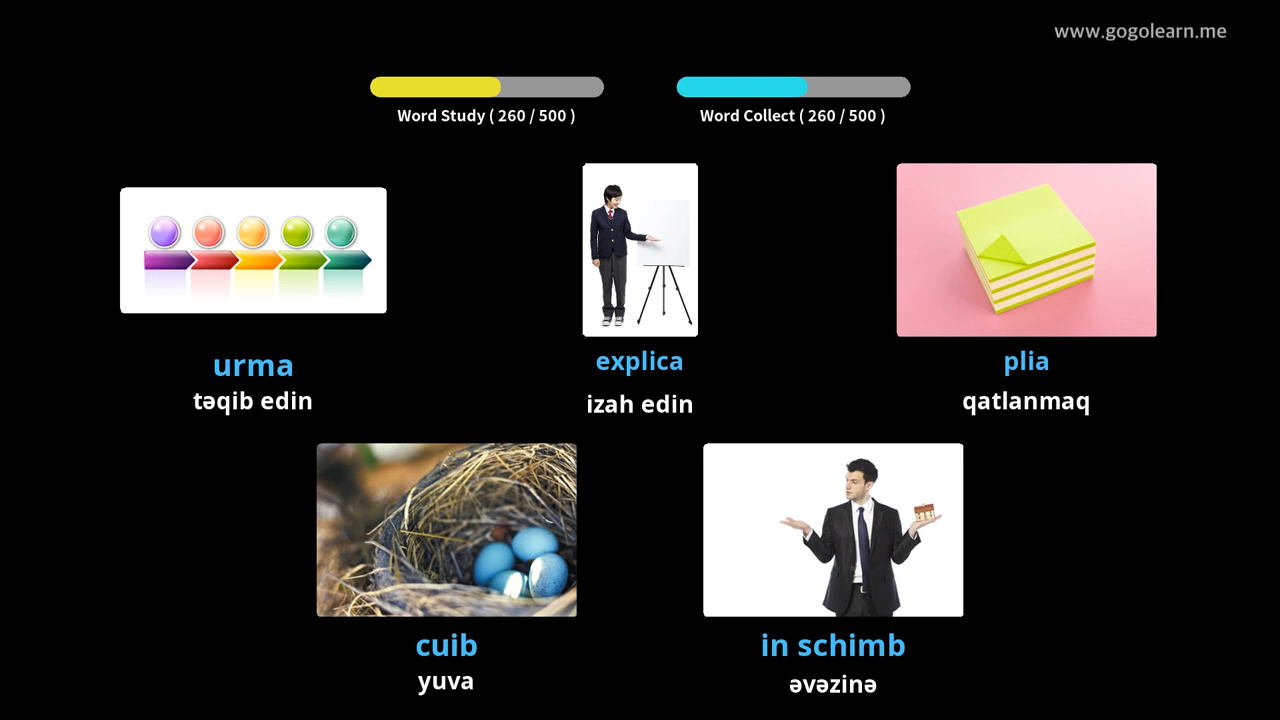 www.gogolearn.me
Word Study ( 260 / 500 )
Word Collect ( 260 / 500 )
urma
təqib edin
explica
izah edin
plia
qatlanmaq
cuib
yuva
in schimb
əvəzinə